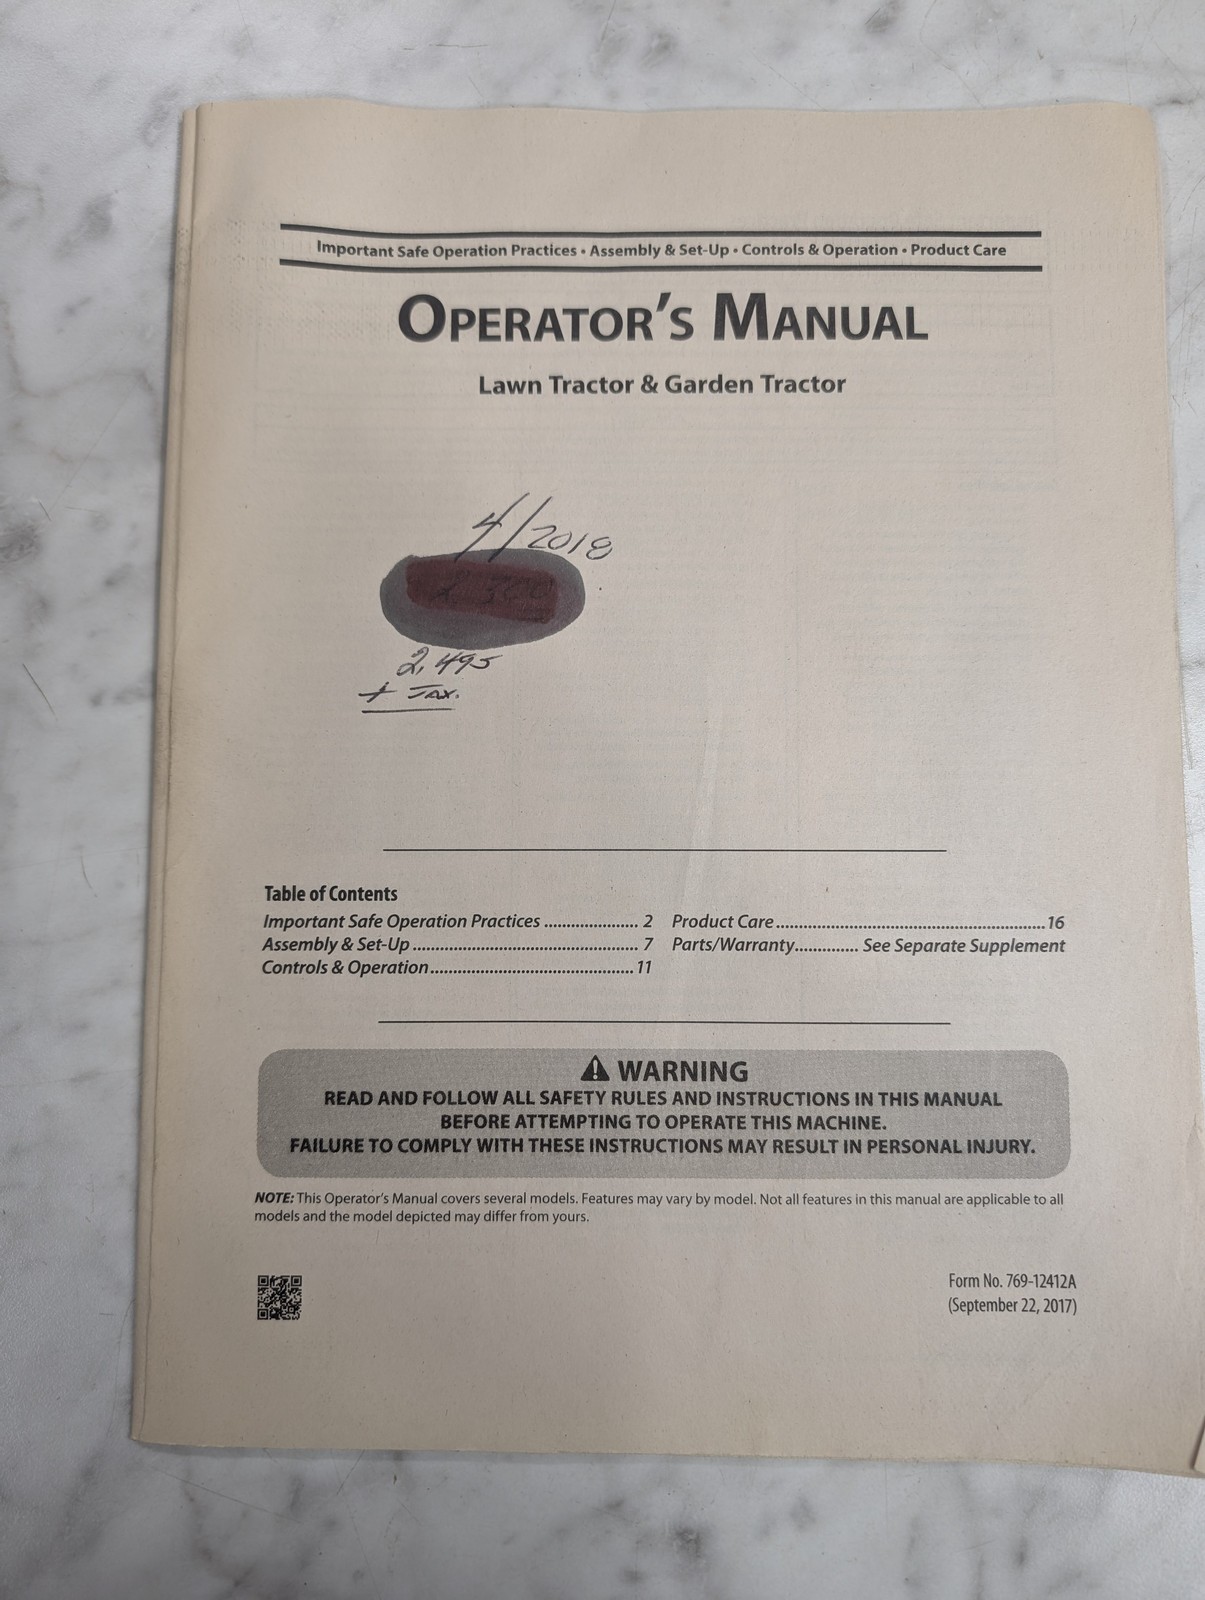 Important Safe Operation Practices • Assembly & Set-Up • Controls & Operation • Product Care
OPERATOR'S MANUAL
Lawn Tractor & Garden Tractor
4/2018
2,495
+ Tax.
Table of Contents
Important Safe Operation Practices ..................... 2
Assembly & Set-Up ................................................. 7
Controls & Operation ............................................ 11
Product Care .......................................................... 16
Parts/Warranty.............. See Separate Supplement
WARNING
READ AND FOLLOW ALL SAFETY RULES AND INSTRUCTIONS IN THIS MANUAL
BEFORE ATTEMPTING TO OPERATE THIS MACHINE.
FAILURE TO COMPLY WITH THESE INSTRUCTIONS MAY RESULT IN PERSONAL INJURY.
NOTE: This Operator's Manual covers several models. Features may vary by model. Not all features in this manual are applicable to all
models and the model depicted may differ from yours.
Form No. 769-12412A
(September 22, 2017)